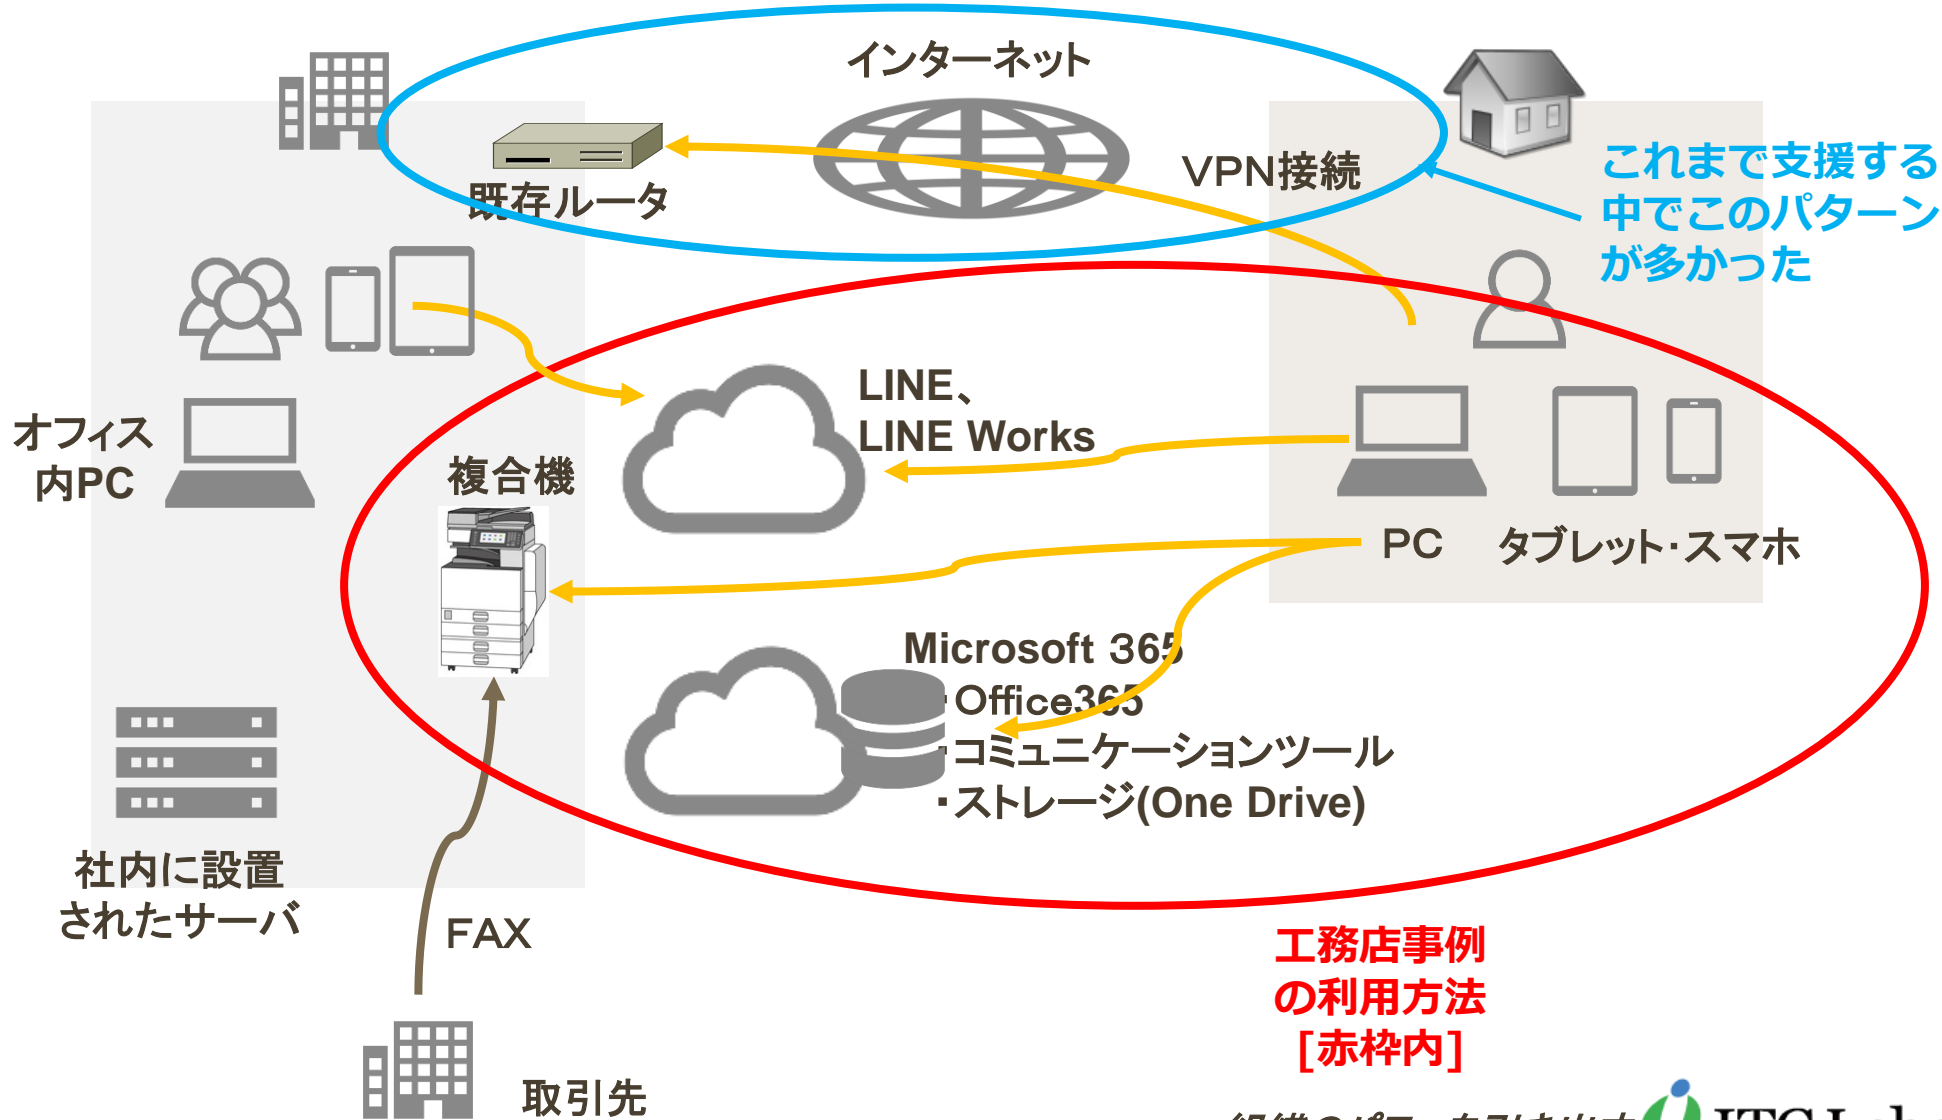 インターネット
既存ルータ
VPN接続
これまで支援する
中でこのパターン
が多かった
オフィス
内PC
複合機
LINE、
LINE Works
PC
タブレット・スマホ
Microsoft 365
・Office365
・コミュニケーションツール
・ストレージ(One Drive)
社内に設置
されたサーバ
FAX
取引先
工務店事例
の利用方法
[赤枠内]